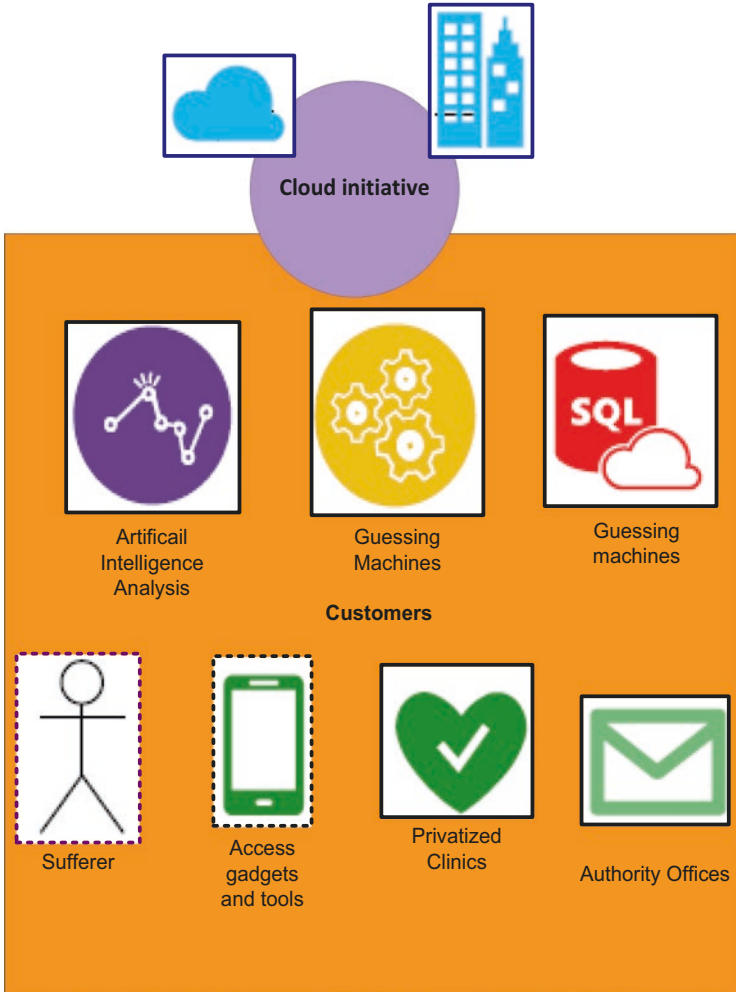 Cloud initiative
SQL
Artificail
Intelligence
Analysis
Guessing
Machines
Guessing
machines
Customers
Sufferer
Access
gadgets
and tools
Privatized
Clinics
Authority Offices